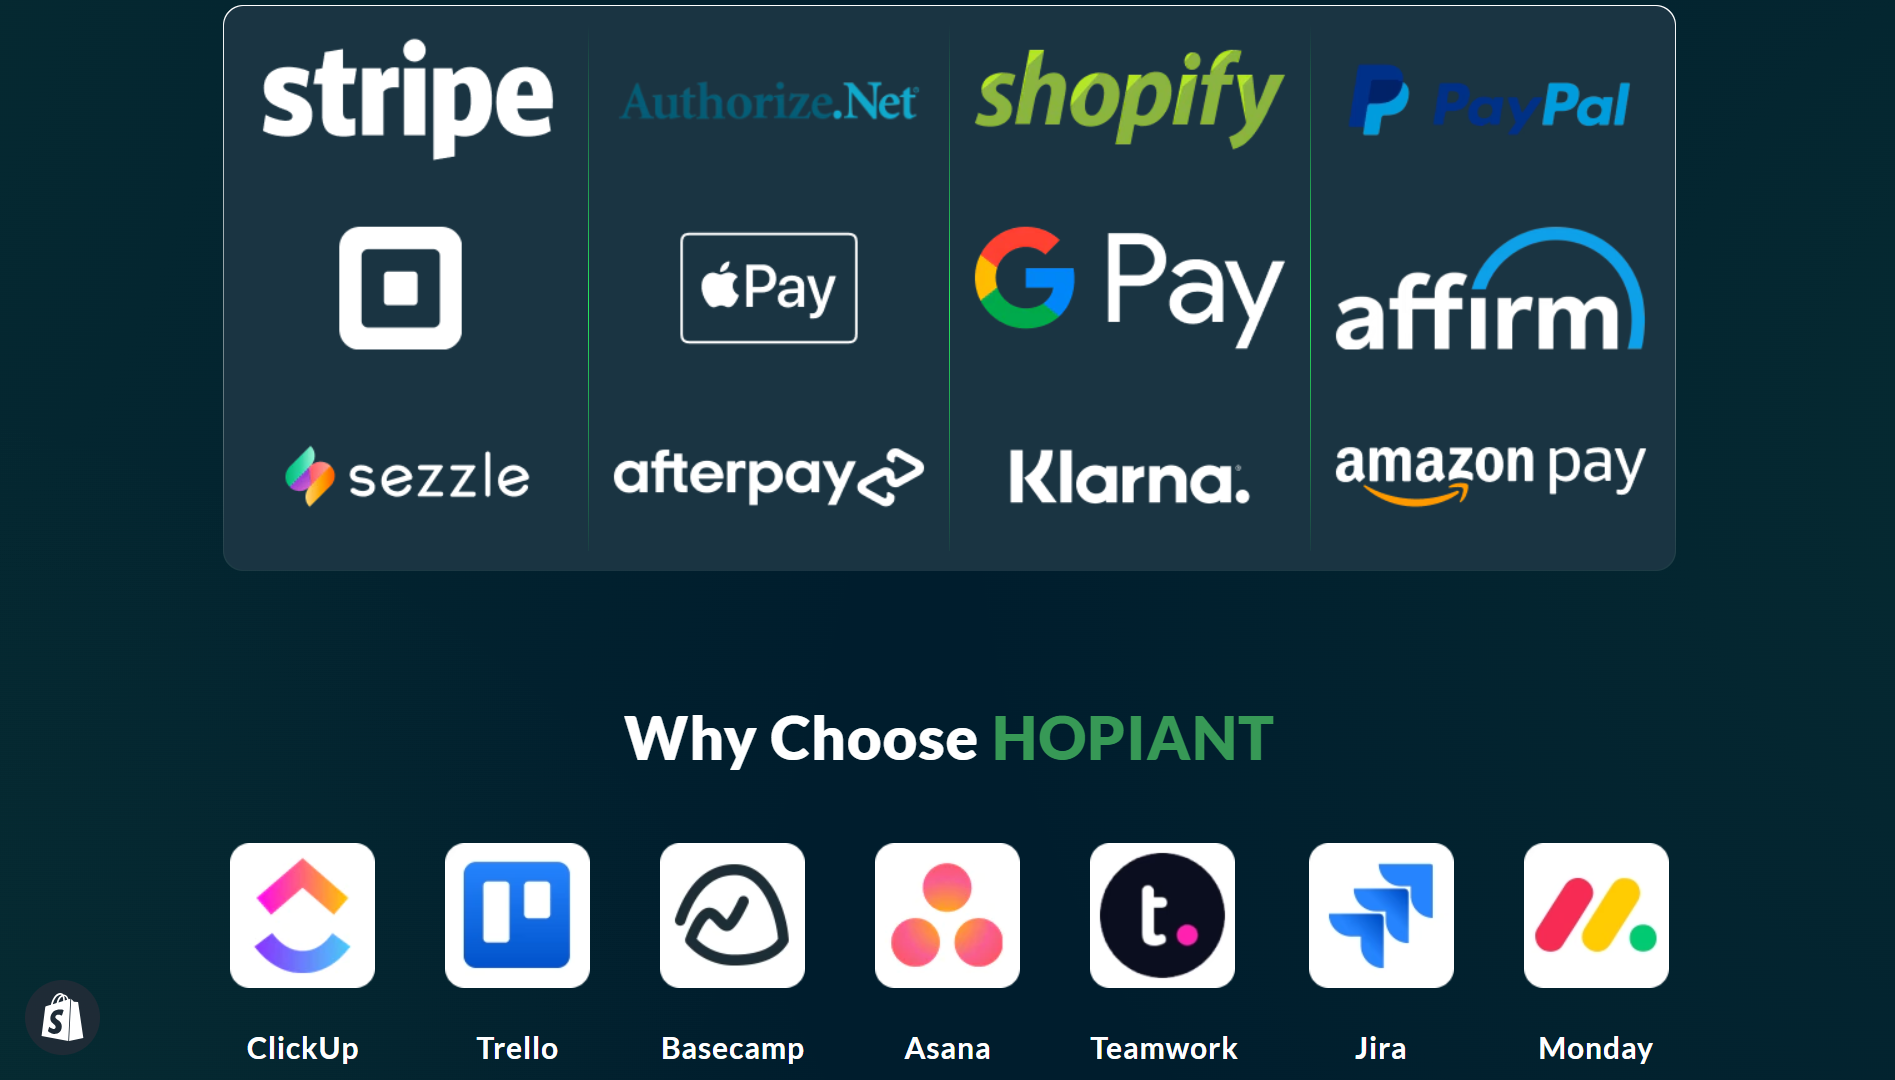 stripe
Authorize.Net
shopify
PayPal
Pay
G Pay
affirm
sezzle
afterpay
Klarna.
amazon pay
Why Choose HOPIANT
t.
ClickUp
Trello
Basecamp
Asana
Teamwork
Jira
Monday